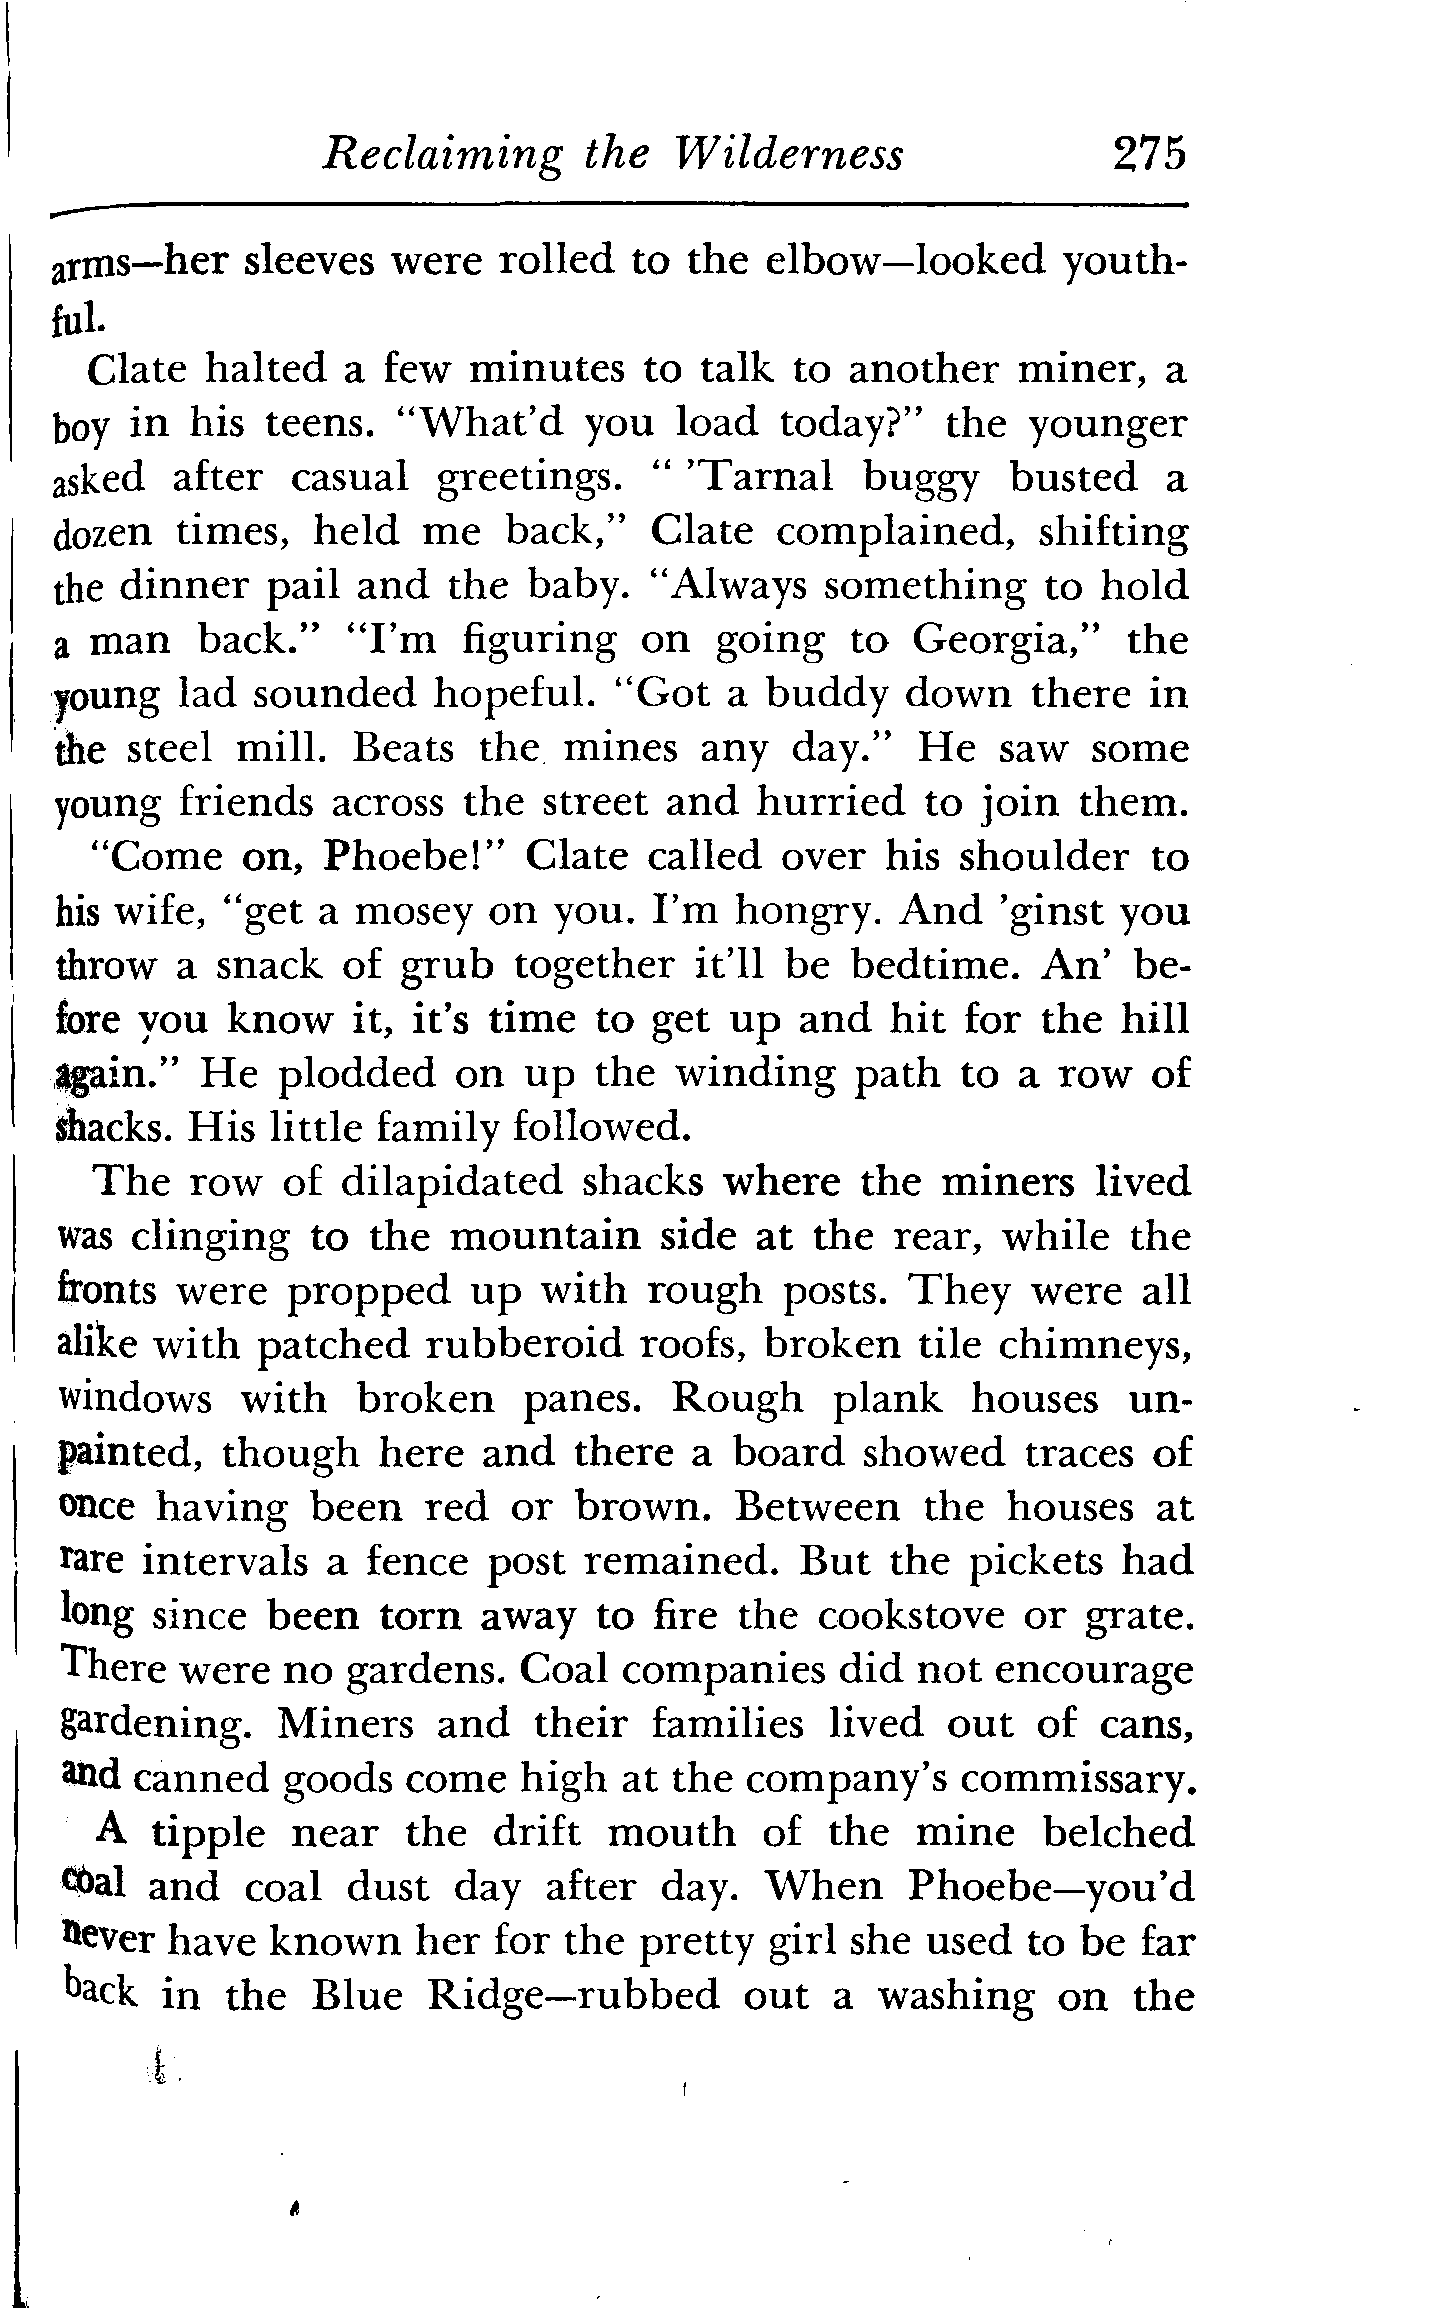 Reclaiming the Wilderness 275
arms—her sleeves were rolled to the elbow—looked youth-
ful.
Clate halted a few minutes to talk to another miner, a
boy in his teens. “What’d you load today?” the younger
asked after casual greetings. “ ’Tarnal buggy busted a
dozen times, held me back,” Clate complained, shifting
the dinner pail and the baby. “Always something to hold
a man back.” “I’m figuring on going to Georgia,” the
young lad sounded hopeful. “Got a buddy down there in
the steel mill. Beats the mines any day.” He saw some
young friends across the street and hurried to join them.
“Come on, Phoebe!” Clate called over his shoulder to
his wife, “get a mosey on you. I’m hongry. And ’ginst you
throw a snack of grub together it’ll be bedtime. An’ be-
fore you know it, it’s time to get up and hit for the hill
again.” He plodded on up the winding path to a row of
shacks. His little family followed.
The row of dilapidated shacks where the miners lived
was clinging to the mountain side at the rear, while the
fronts were propped up with rough posts. They were all
alike with patched rubberoid roofs, broken tile chimneys,
windows with broken panes. Rough plank houses un-
painted, though here and there a board showed traces of
once having been red or brown. Between the houses at
rare intervals a fence post remained. But the pickets had
long since been torn away to fire the cookstove or grate.
There were no gardens. Coal companies did not encourage
gardening. Miners and their families lived out of cans,
and canned goods come high at the company’s commissary.
A tipple near the drift mouth of the mine belched
coal and coal dust day after day. When Phoebe—you’d
never have known her for the pretty girl she used to be far
back in the Blue Ridge—rubbed out a washing on the